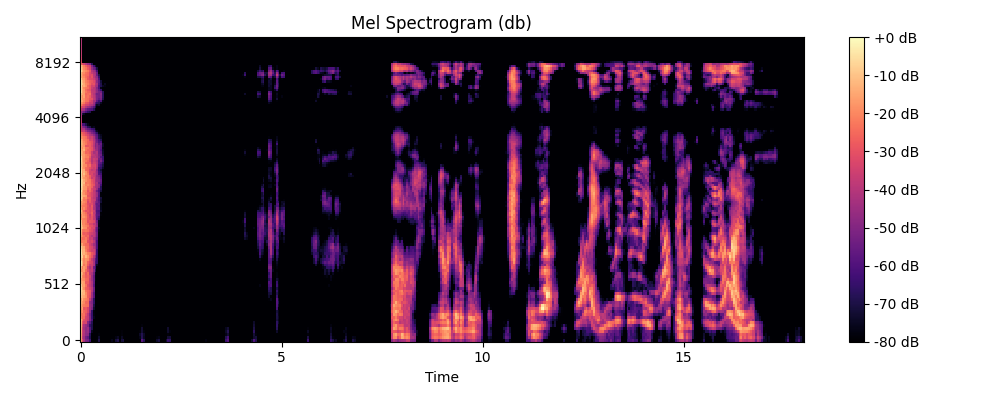 Mel Spectrogram (db)
8192
4096
2048
1024
512
0
Hz
0
5
10
15
Time
+0 dB
-10 dB
-20 dB
-30 dB
-40 dB
-50 dB
-60 dB
-70 dB
-80 dB